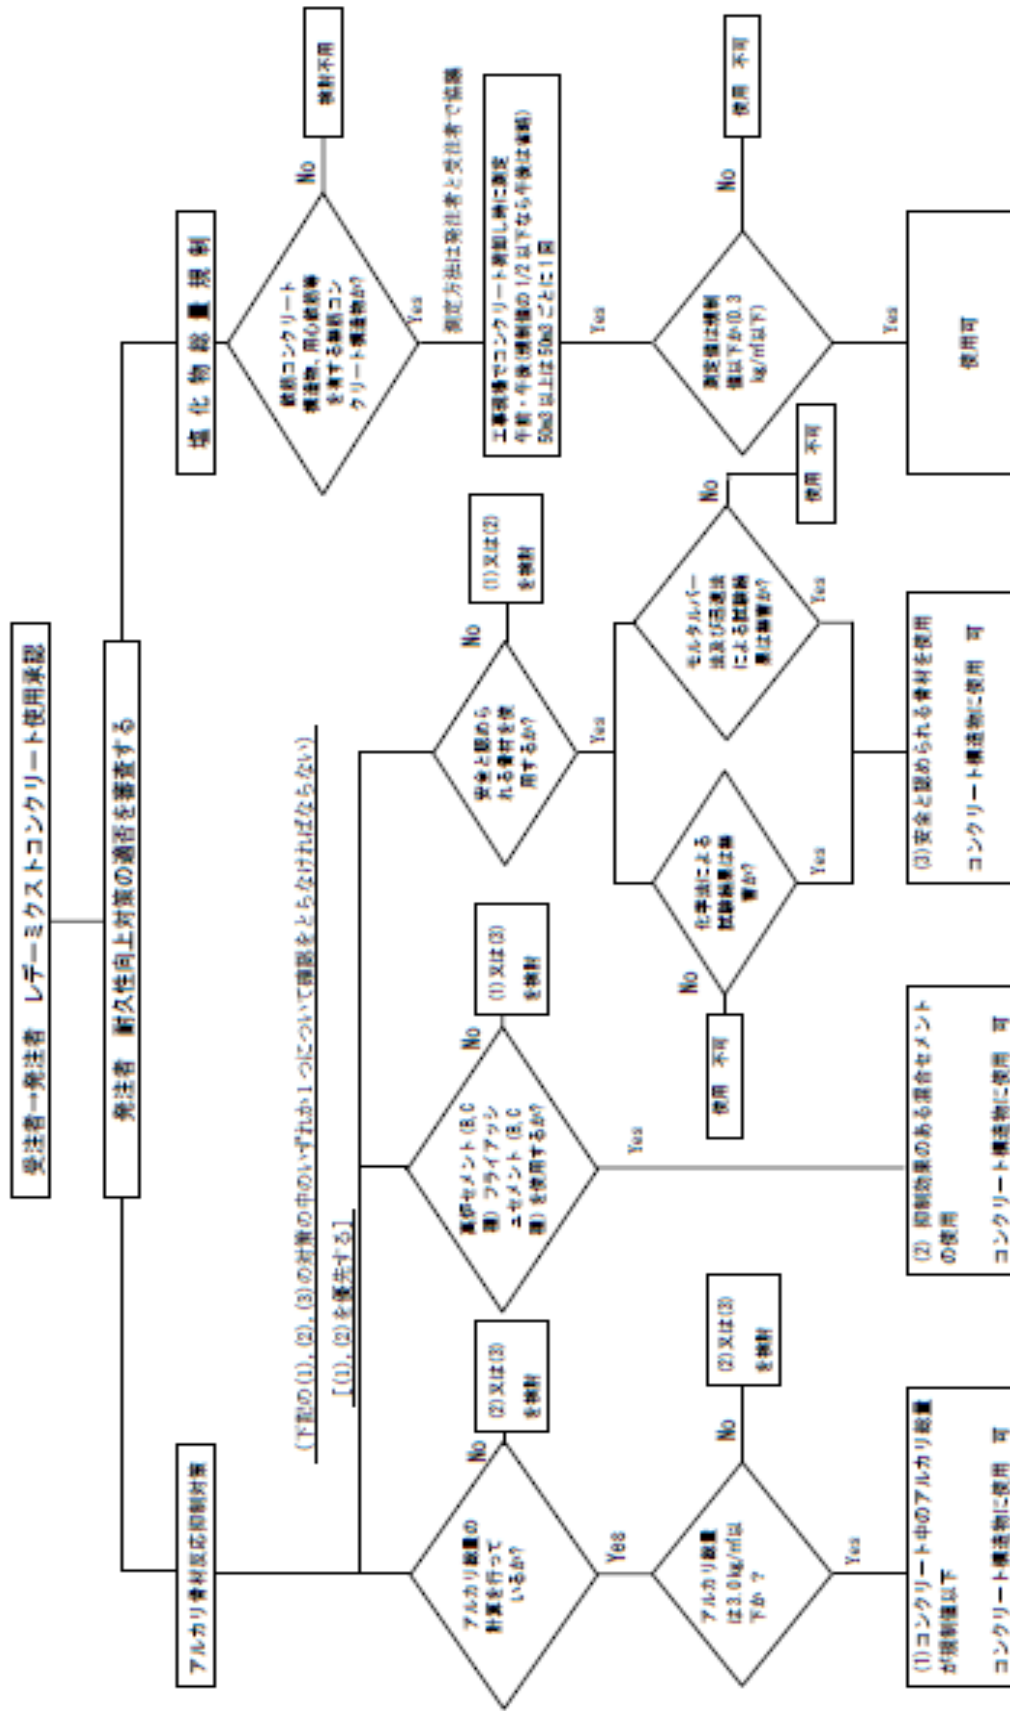 受注者→発注者　レデーミクストコンクリート使用承認
発注者　耐久性向上対策の適否を審査する
アルカリ骨材反応抑制対策
塩 化 物 総 量 規 制
(下記の(1), (2), (3)の対策の中のいずれか1つについて確認をとらなければならない)
[(1), (2)を優先する]
アルカリ総量の
計算を行って
いるか?
No
(2)又は(3)
を検討
Yes
アルカリ総量
は3.0kg/㎥以
下か ?
No
(2)又は(3)
を検討
Yes
(1)コンクリート中のアルカリ総量
が規制値以下
コンクリート構造物に使用　可
高炉セメント(B,C
種) フライアッシ
ュセメント(B,C
種)を使用するか?
No
(1)又は(3)
を検討
Yes
(2) 抑制効果のある混合セメント
の使用
コンクリート構造物に使用　可
安全と認めら
れる骨材を使
用するか?
No
(1)又は(2)
を検討
Yes
化学法による
試験結果は無
害か?
No
使用　不可
Yes
モルタルバー
法及び迅速法
による試験結
果は無害か?
No
使用　不可
Yes
(3)安全と認められる骨材を使用
コンクリート構造物に使用　可
鉄筋コンクリート
構造物、用心鉄筋等
を有する無筋コン
クリート構造物か?
No
検討不用
Yes
測定方法は発注者と受注者で協議
工事現場でコンクリート荷卸し時に測定
午前・午後(規制値の1/2以下なら午後は省略)
50m3以上は50m3ごとに1回
Yes
測定値は規制
値以下か(0.3
kg/㎥以下)
No
使用　不可
Yes
使用可